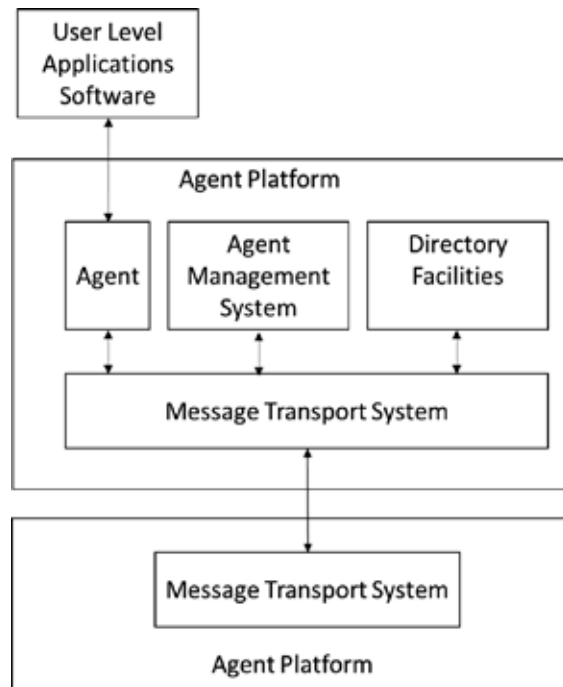 User Level
Applications
Software
Agent Platform
Agent
Agent
Management
System
Directory
Facilities
Message Transport System
Message Transport System
Agent Platform